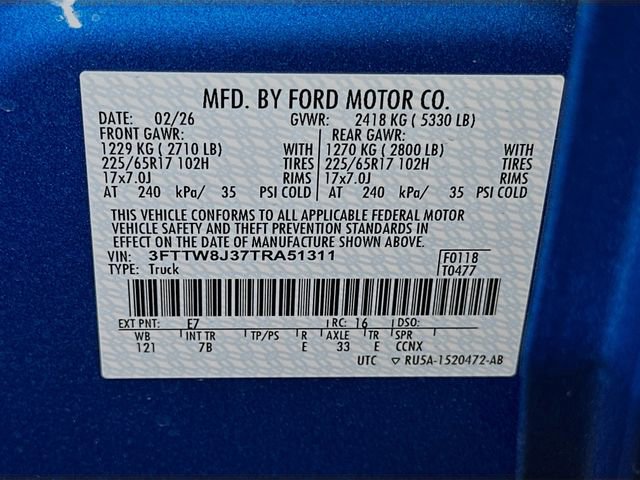 MFD. BY FORD MOTOR CO.
DATE: 02/26 GVWR: 2418 KG ( 5330 LB)
FRONT GAWR: REAR GAWR:
1229 KG ( 2710 LB) WITH 1270 KG ( 2800 LB) WITH
225/65R17 102H TIRES 225/65R17 102H TIRES
17x7.0J RIMS 17x7.0J RIMS
AT 240 kPa/ 35 PSI COLD AT 240 kPa/ 35 PSI COLD
THIS VEHICLE CONFORMS TO ALL APPLICABLE FEDERAL MOTOR
VEHICLE SAFETY AND THEFT PREVENTION STANDARDS IN
EFFECT ON THE DATE OF MANUFACTURE SHOWN ABOVE.
VIN: 3FTTW8J37TRA51311 F0118
TYPE: Truck T0477
EXT PNT: E7 RC: 16 DSO:
WB INT TR TP/PS R AXLE TR SPR
121 7B E 33 E CCNX
UTC ▽ RU5A-1520472-AB